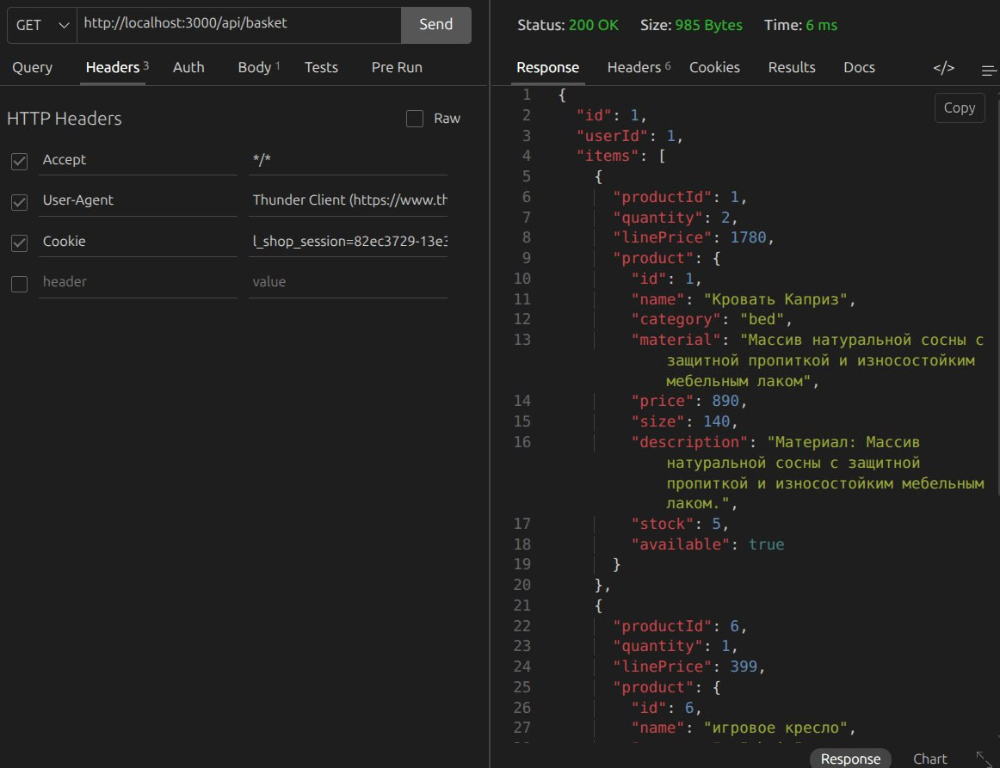 GET http://localhost:3000/api/basket Send
Query Headers 3 Auth Body 1 Tests Pre Run
HTTP Headers Raw
Accept */*
User-Agent Thunder Client (https://www.th
Cookie l_shop_session=82ec3729-13e3
header value
Status: 200 OK Size: 985 Bytes Time: 6 ms
Response Headers 6 Cookies Results Docs </>
Copy
1 {
2 "id": 1,
3 "userId": 1,
4 "items": [
5 {
6 "productId": 1,
7 "quantity": 2,
8 "linePrice": 1780,
9 "product": {
10 "id": 1,
11 "name": "Кровать Каприз",
12 "category": "bed",
13 "material": "Массив натуральной сосны с
защитной пропиткой и износостойким
мебельным лаком",
14 "price": 890,
15 "size": 140,
16 "description": "Материал: Массив
натуральной сосны с защитной
пропиткой и износостойким мебельным
лаком.",
17 "stock": 5,
18 "available": true
19 }
20 },
21 {
22 "productId": 6,
23 "quantity": 1,
24 "linePrice": 399,
25 "product": {
26 "id": 6,
27 "name": "игровое кресло",
Response Chart